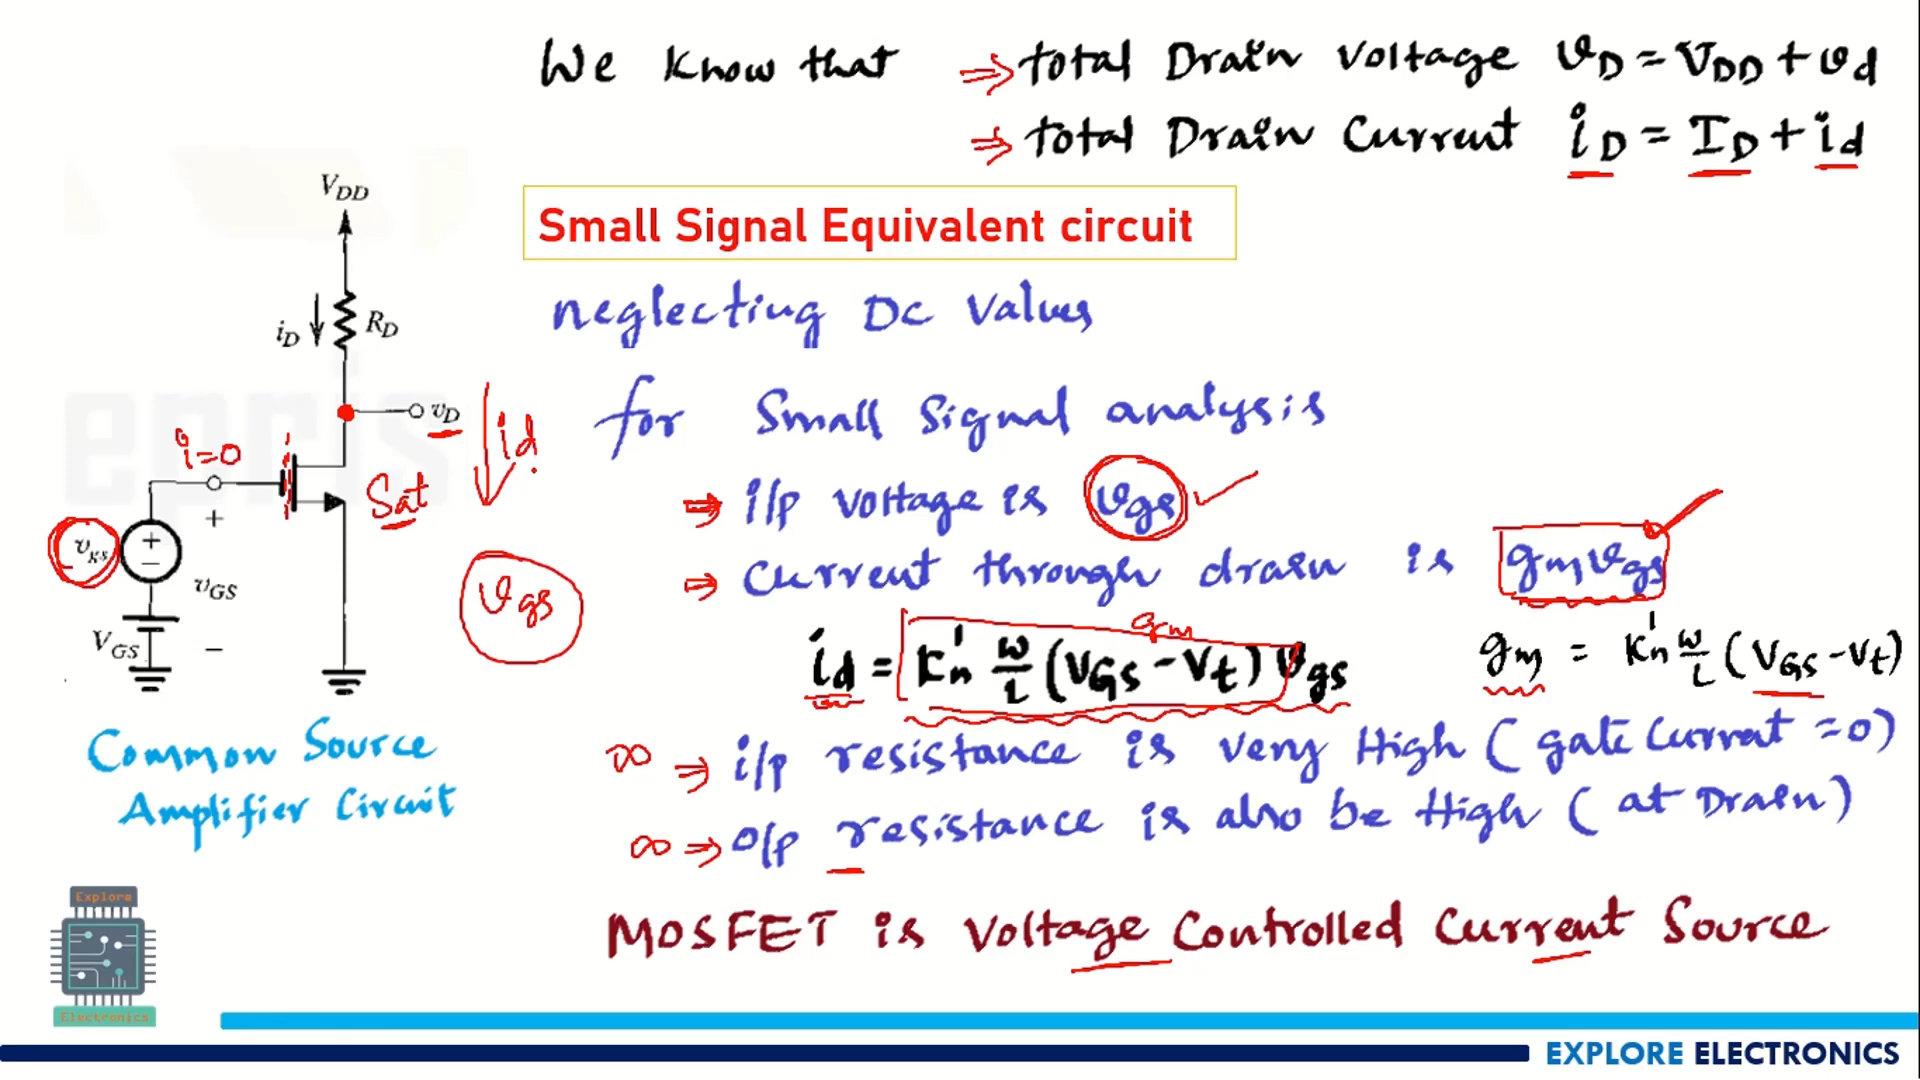 We know that ⇒ total Drain voltage vD = VDD + vd
⇒ total Drain Current iD = ID + id
Small Signal Equivalent circuit
neglecting DC values
for small signal analysis
⇒ i/p voltage is vgs
⇒ current through drain is gm vgs
gm
id = K'n W/L (VGS - Vt) vgs
gm = K'n W/L (VGS - Vt)
∞ ⇒ i/p resistance is very High (gate current = 0)
∞ ⇒ o/p resistance is also be High (at Drain)
MOSFET is Voltage Controlled Current Source
VDD
iD
RD
vD
id
i=0
Sat
vgs
+
−
+
vGS
VGS
−
vgs
Common Source
Amplifier Circuit
Explore
Electronics
EXPLORE ELECTRONICS